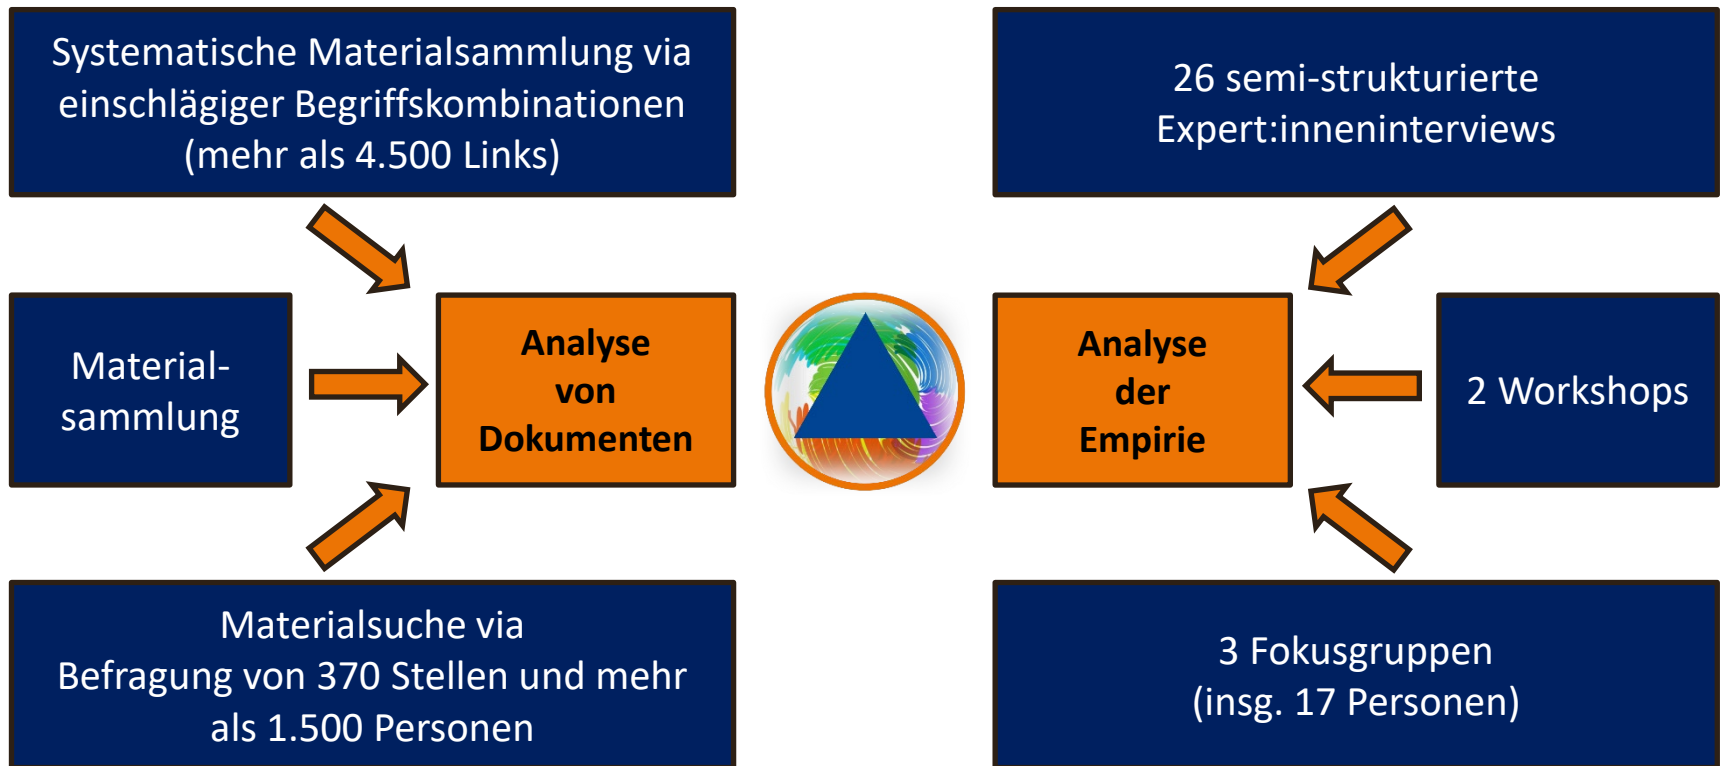 Systematische Materialsammlung via
einschlägiger Begriffskombinationen
(mehr als 4.500 Links)
26 semi-strukturierte
Expert:inneninterviews
Material-
sammlung
Analyse
von
Dokumenten
Analyse
der
Empirie
2 Workshops
Materialsuche via
Befragung von 370 Stellen und mehr
als 1.500 Personen
3 Fokusgruppen
(insg. 17 Personen)